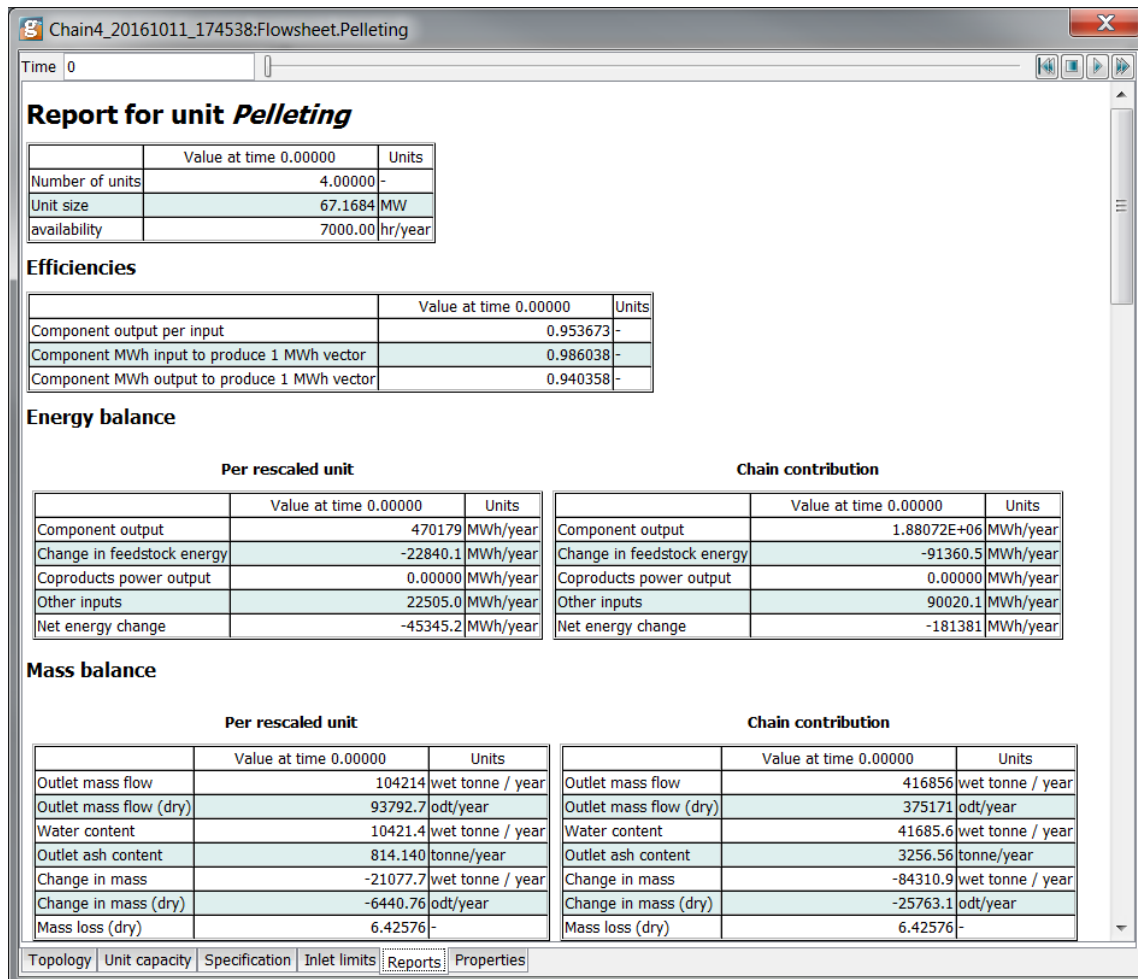 Chain4_20161011_174538:Flowsheet.Pelleting
Time 0
Report for unit Pelleting
Value at time 0.00000 Units
Number of units 4.00000 -
Unit size 67.1684 MW
availability 7000.00 hr/year
Efficiencies
Value at time 0.00000 Units
Component output per input 0.953673 -
Component MWh input to produce 1 MWh vector 0.986038 -
Component MWh output to produce 1 MWh vector 0.940358 -
Energy balance
Per rescaled unit Chain contribution
Value at time 0.00000 Units Value at time 0.00000 Units
Component output 470179 MWh/year Component output 1.88072E+06 MWh/year
Change in feedstock energy -22840.1 MWh/year Change in feedstock energy -91360.5 MWh/year
Coproducts power output 0.00000 MWh/year Coproducts power output 0.00000 MWh/year
Other inputs 22505.0 MWh/year Other inputs 90020.1 MWh/year
Net energy change -45345.2 MWh/year Net energy change -181381 MWh/year
Mass balance
Per rescaled unit Chain contribution
Value at time 0.00000 Units Value at time 0.00000 Units
Outlet mass flow 104214 wet tonne / year Outlet mass flow 416856 wet tonne / year
Outlet mass flow (dry) 93792.7 odt/year Outlet mass flow (dry) 375171 odt/year
Water content 10421.4 wet tonne / year Water content 41685.6 wet tonne / year
Outlet ash content 814.140 tonne/year Outlet ash content 3256.56 tonne/year
Change in mass -21077.7 wet tonne / year Change in mass -84310.9 wet tonne / year
Change in mass (dry) -6440.76 odt/year Change in mass (dry) -25763.1 odt/year
Mass loss (dry) 6.42576 - Mass loss (dry) 6.42576 -
Topology Unit capacity Specification Inlet limits Reports Properties